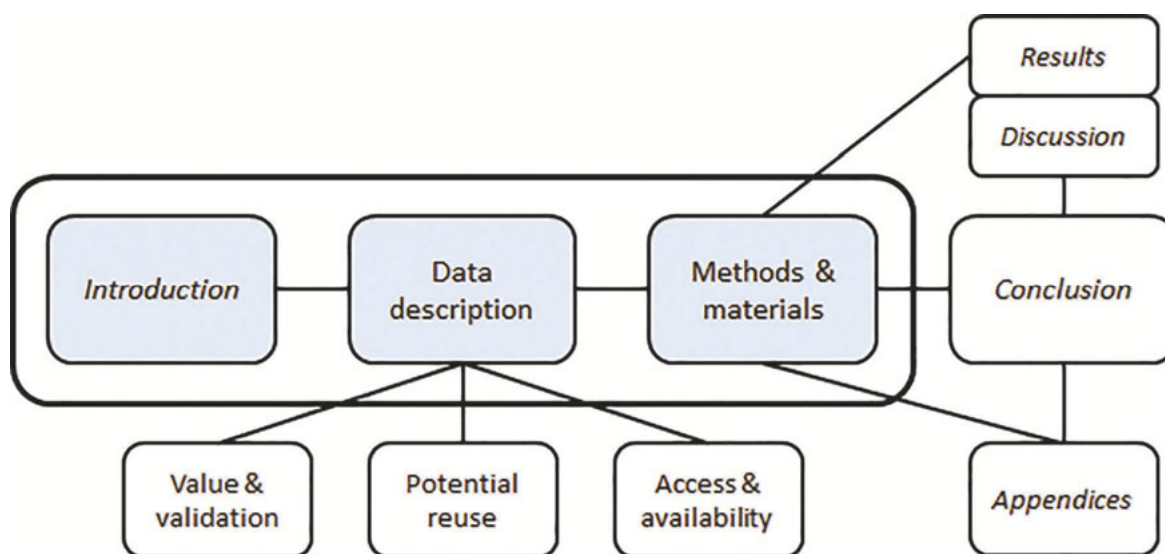 Results
Discussion
Introduction
Data
description
Methods &
materials
Conclusion
Value &
validation
Potential
reuse
Access &
availability
Appendices